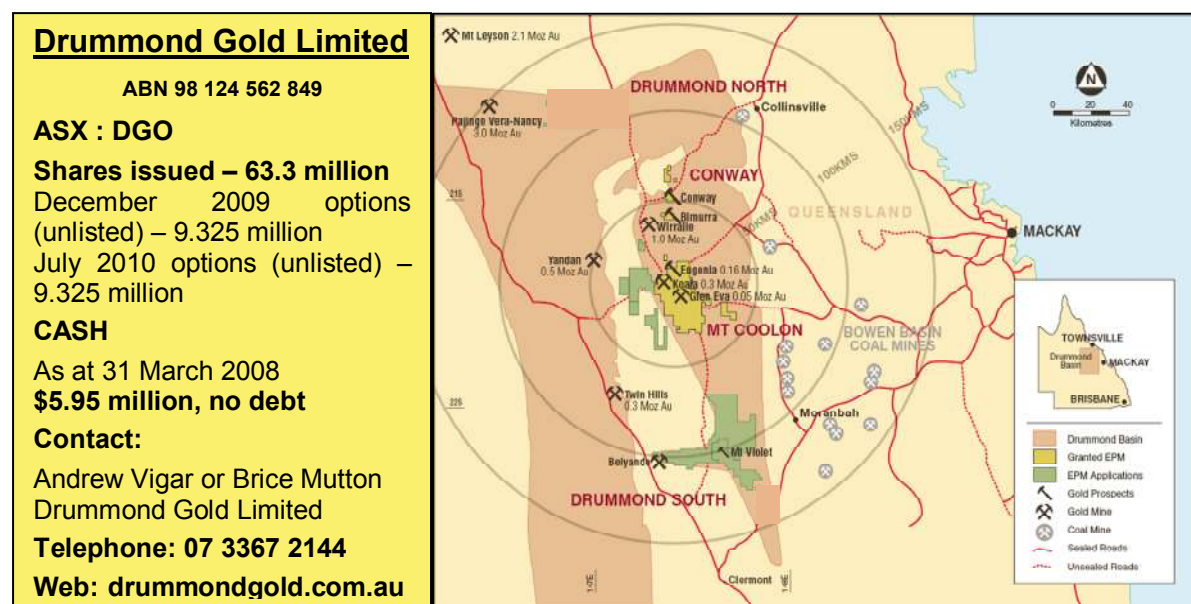 Drummond Gold Limited
ABN 98 124 562 849
ASX : DGO
Shares issued – 63.3 million
December 2009 options
(unlisted) – 9.325 million
July 2010 options (unlisted) –
9.325 million
CASH
As at 31 March 2008
$5.95 million, no debt
Contact:
Andrew Vigar or Brice Mutton
Drummond Gold Limited
Telephone: 07 3367 2144
Web: drummondgold.com.au
Mt Leyson 2.1 Moz Au
DRUMMOND NORTH
Pajingo Vera-Nancy
3.0 Moz Au
Collinsville
150KMS
N
0 20 40
Kilometres
21S
CONWAY
100KMS
Conway
Bimurra
50KMS
QUEENSLAND
Wirralie
1.0 Moz Au
MACKAY
Yandan
0.5 Moz Au
Eugenia 0.16 Moz Au
Koala 0.3 Moz Au
Glen Eva 0.05 Moz Au
MT COOLON
BOWEN BASIN
COAL MINES
22S
Twin Hills
0.3 Moz Au
Moranbah
Belyando
Mt Violet
DRUMMOND SOUTH
Clermont
147E
148E
TOWNSVILLE
Drummond
Basin
MACKAY
BRISBANE
Drummond Basin
Granted EPM
EPM Applications
Gold Prospects
Gold Mine
Coal Mine
Sealed Roads
Unsealed Roads